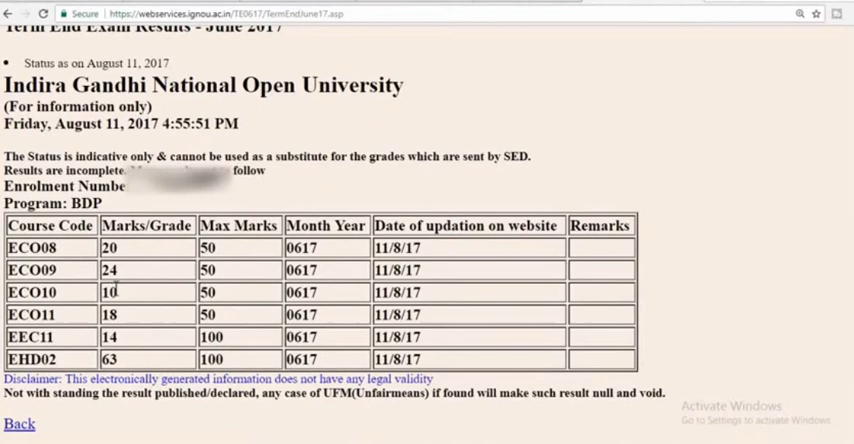 Secure https://webservices.ignou.ac.in/TE0617/TermEndJune17.asp
Term End Exam Results - June 2017
Status as on August 11, 2017
Indira Gandhi National Open University
(For information only)
Friday, August 11, 2017 4:55:51 PM
The Status is indicative only & cannot be used as a substitute for the grades which are sent by SED.
Results are incomplete. follow
Enrolment Numbe
Program: BDP
Course Code Marks/Grade Max Marks Month Year Date of updation on website Remarks
ECO08 20 50 0617 11/8/17
ECO09 24 50 0617 11/8/17
ECO10 10 50 0617 11/8/17
ECO11 18 50 0617 11/8/17
EEC11 14 100 0617 11/8/17
EHD02 63 100 0617 11/8/17
Disclaimer: This electronically generated information does not have any legal validity
Not with standing the result published/declared, any case of UFM(Unfairmeans) if found will make such result null and void.
Back
Activate Windows
Go to Settings to activate Windows